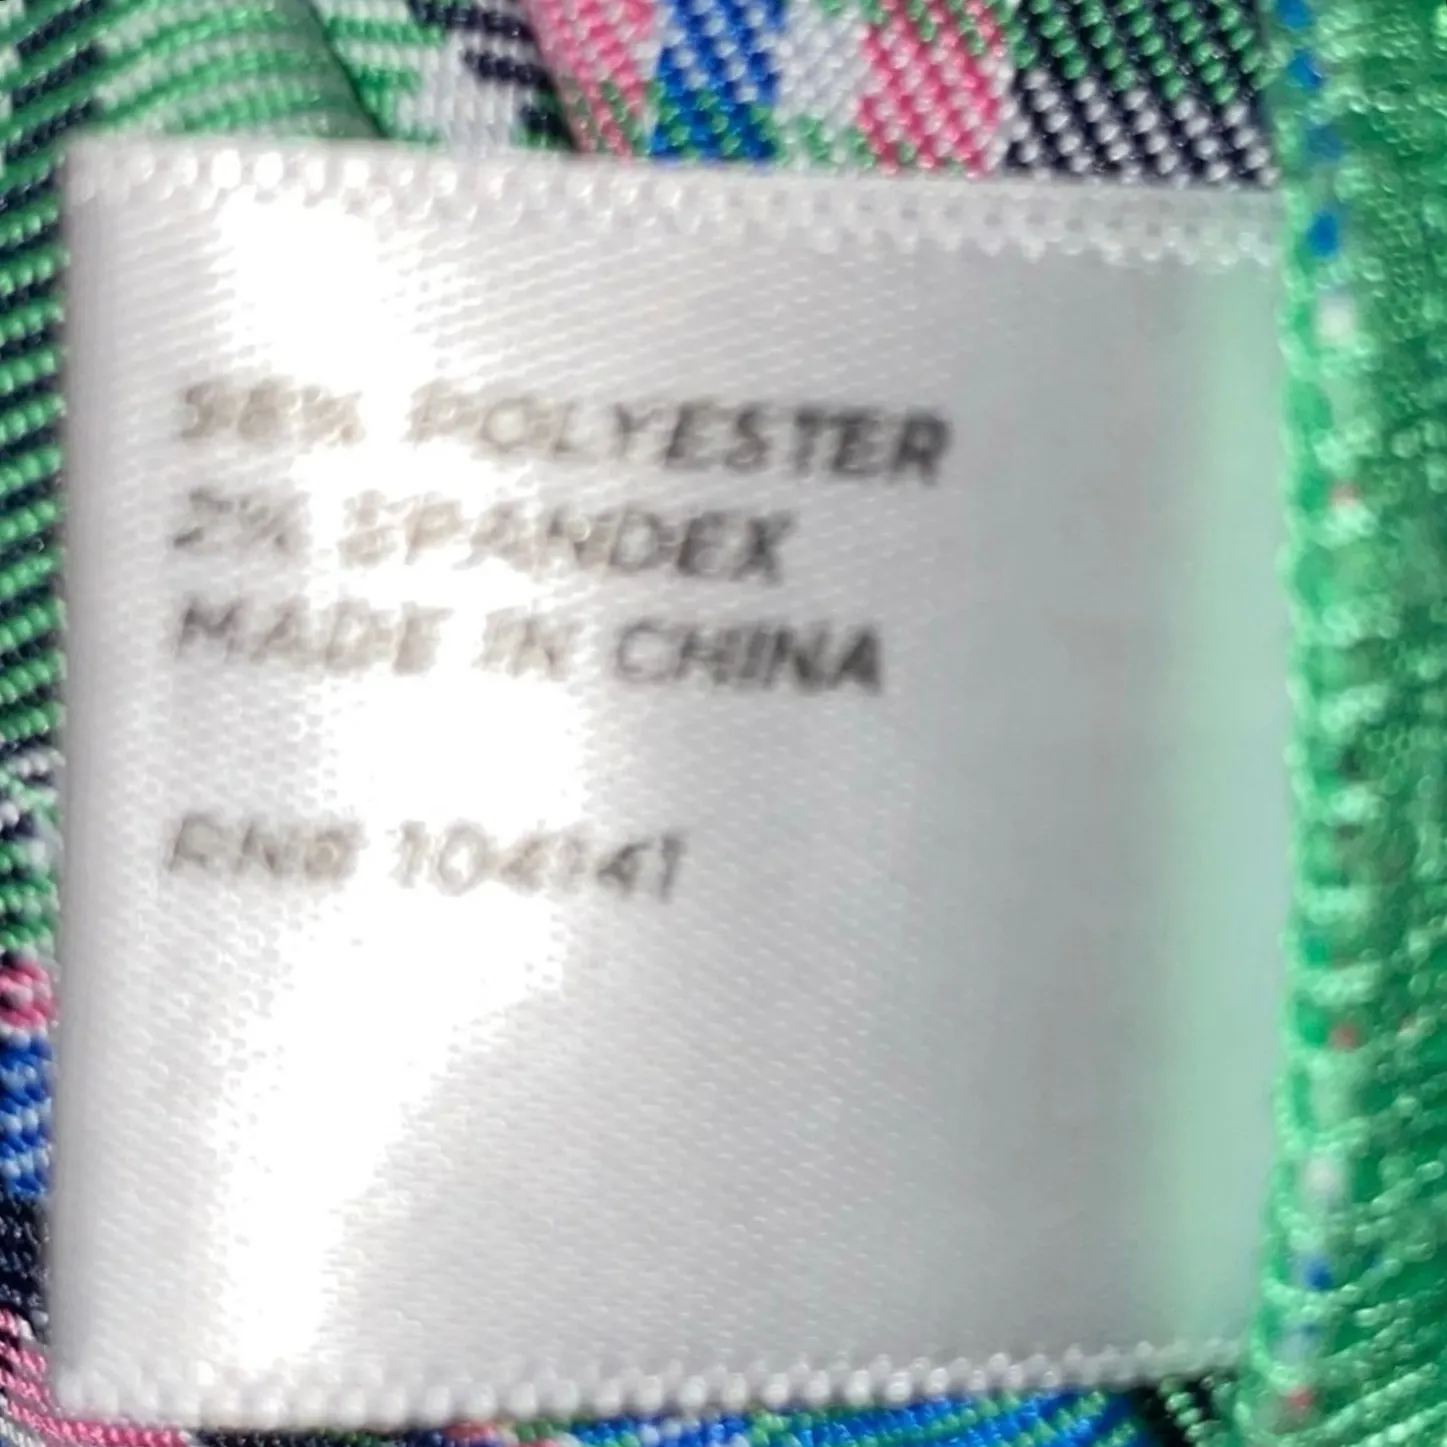 98% POLYESTER
2% SPANDEX
MADE IN CHINA
RN# 104141